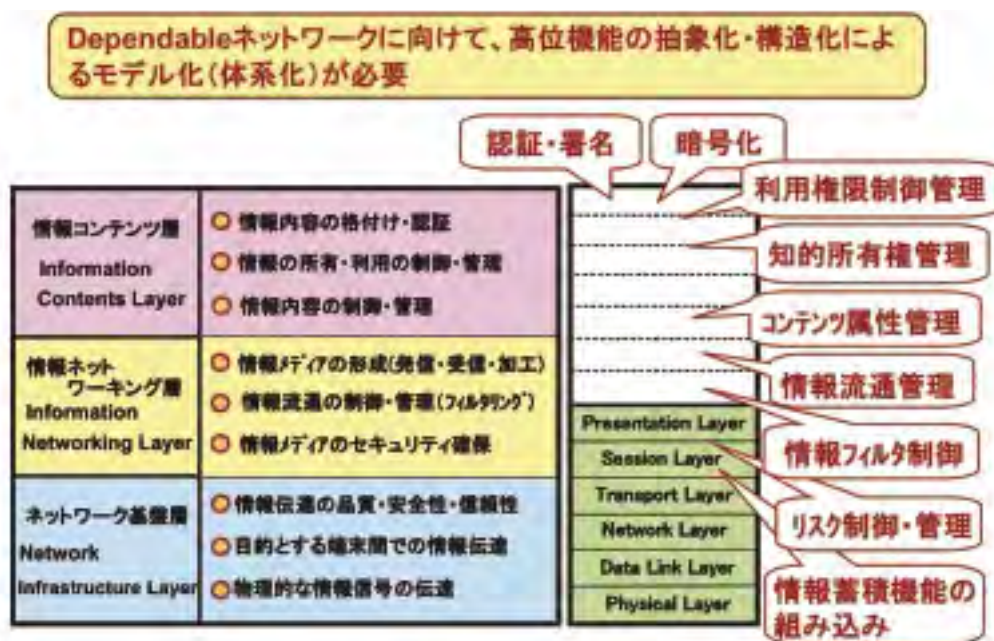 Dependableネットワークに向けて、高位機能の抽象化・構造化によ
るモデル化(体系化)が必要
認証・署名
暗号化
利用権限制御管理
知的所有権管理
コンテンツ属性管理
情報流通管理
情報フィルタ制御
リスク制御・管理
情報蓄積機能の
組み込み
情報コンテンツ層
Information
Contents Layer
情報内容の格付け・認証
情報の所有・利用の制御・管理
情報内容の制御・管理
情報ネット
ワーキング層
Information
Networking Layer
情報メディアの形成(発信・受信・加工)
情報流通の制御・管理(フィルタリング)
情報メディアのセキュリティ確保
ネットワーク基盤層
Network
Infrastructure Layer
情報伝達の品質・安全性・信頼性
目的とする端末間での情報伝達
物理的な情報信号の伝達
Presentation Layer
Session Layer
Transport Layer
Network Layer
Data Link Layer
Physical Layer